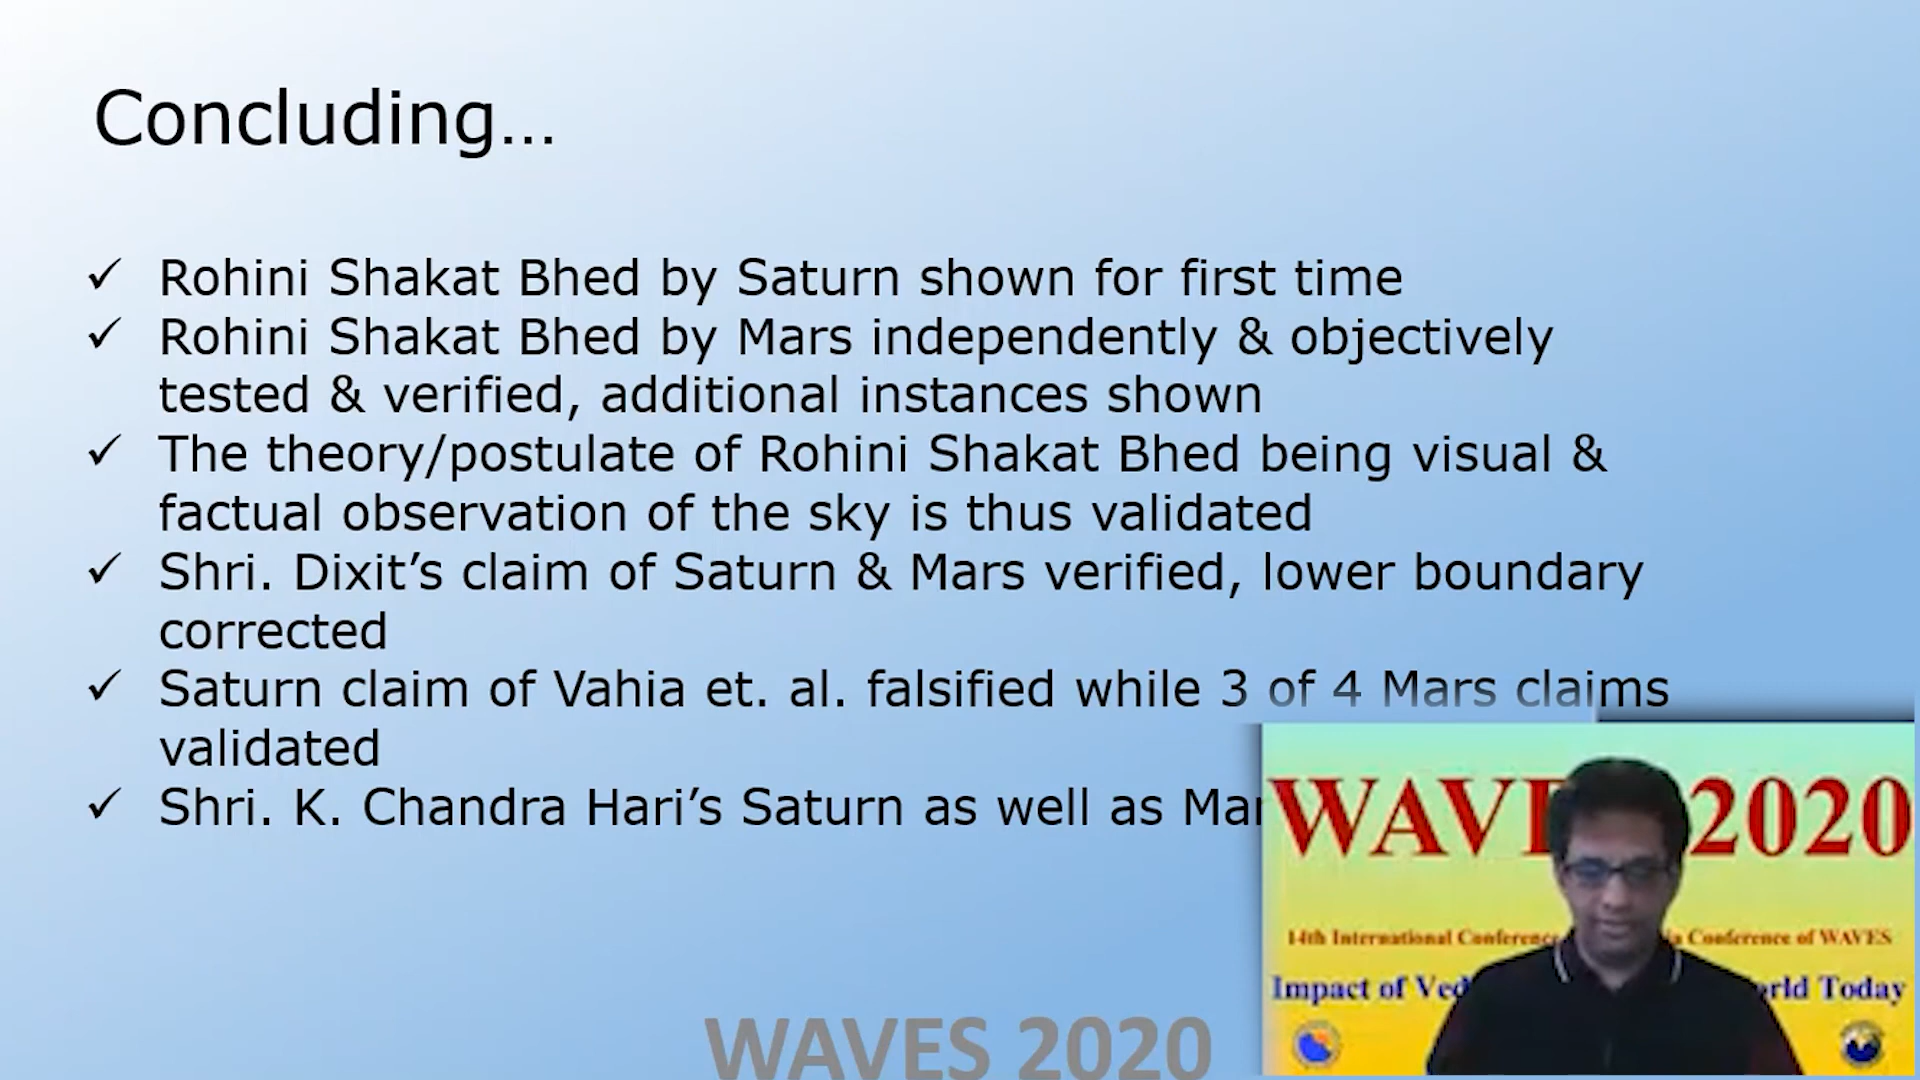 Concluding…
✓ Rohini Shakat Bhed by Saturn shown for first time
✓ Rohini Shakat Bhed by Mars independently & objectively
tested & verified, additional instances shown
✓ The theory/postulate of Rohini Shakat Bhed being visual &
factual observation of the sky is thus validated
✓ Shri. Dixit’s claim of Saturn & Mars verified, lower boundary
corrected
✓ Saturn claim of Vahia et. al. falsified while 3 of 4 Mars claims
validated
✓ Shri. K. Chandra Hari’s Saturn as well as
WAVES 2020
2020
14th International Conference
Conference of WAVES
Impact of
Today